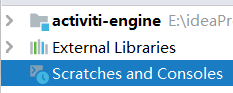 activiti-engine E:\ideaPr
External Libraries
Scratches and Consoles